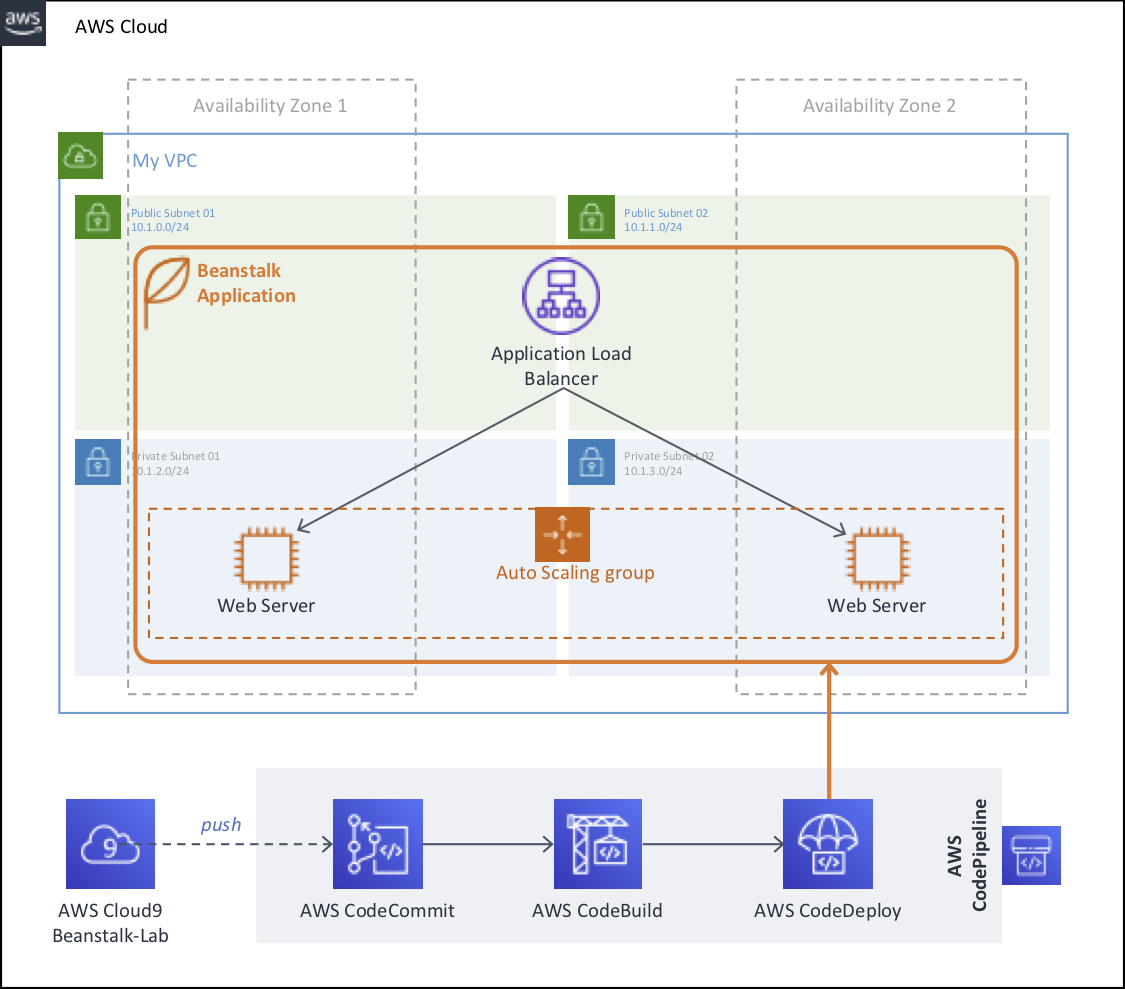 aws
AWS Cloud
Availability Zone 1
Availability Zone 2
My VPC
Public Subnet 01
10.1.0.0/24
Public Subnet 02
10.1.1.0/24
Beanstalk
Application
Application Load
Balancer
Private Subnet 01
10.1.2.0/24
Private Subnet 02
10.1.3.0/24
Auto Scaling group
Web Server
Web Server
push
9
AWS Cloud9
Beanstalk-Lab
AWS CodeCommit
AWS CodeBuild
AWS CodeDeploy
AWS
CodePipeline